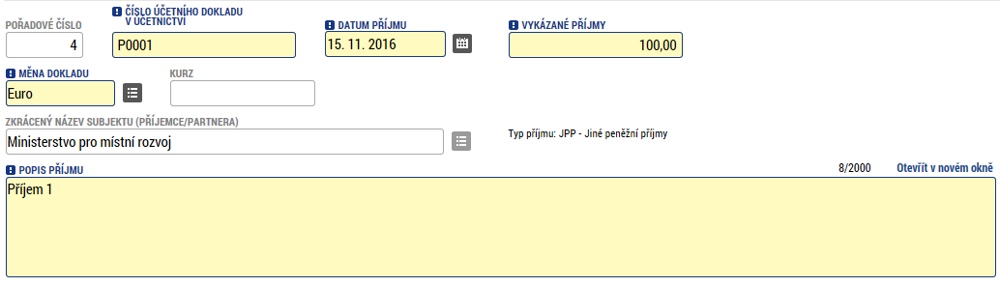 POŘADOVÉ ČÍSLO
ČÍSLO ÚČETNÍHO DOKLADU
V ÚČETNICTVÍ
DATUM PŘÍJMU
VYKÁZANÉ PŘÍJMY
4
P0001
15. 11. 2016
100,00
MĚNA DOKLADU
KURZ
Euro
ZKRÁCENÝ NÁZEV SUBJEKTU (PŘÍJEMCE/PARTNERA)
Ministerstvo pro místní rozvoj
Typ příjmu: JPP - Jiné peněžní příjmy
POPIS PŘÍJMU
8/2000
Otevřít v novém okně
Příjem 1